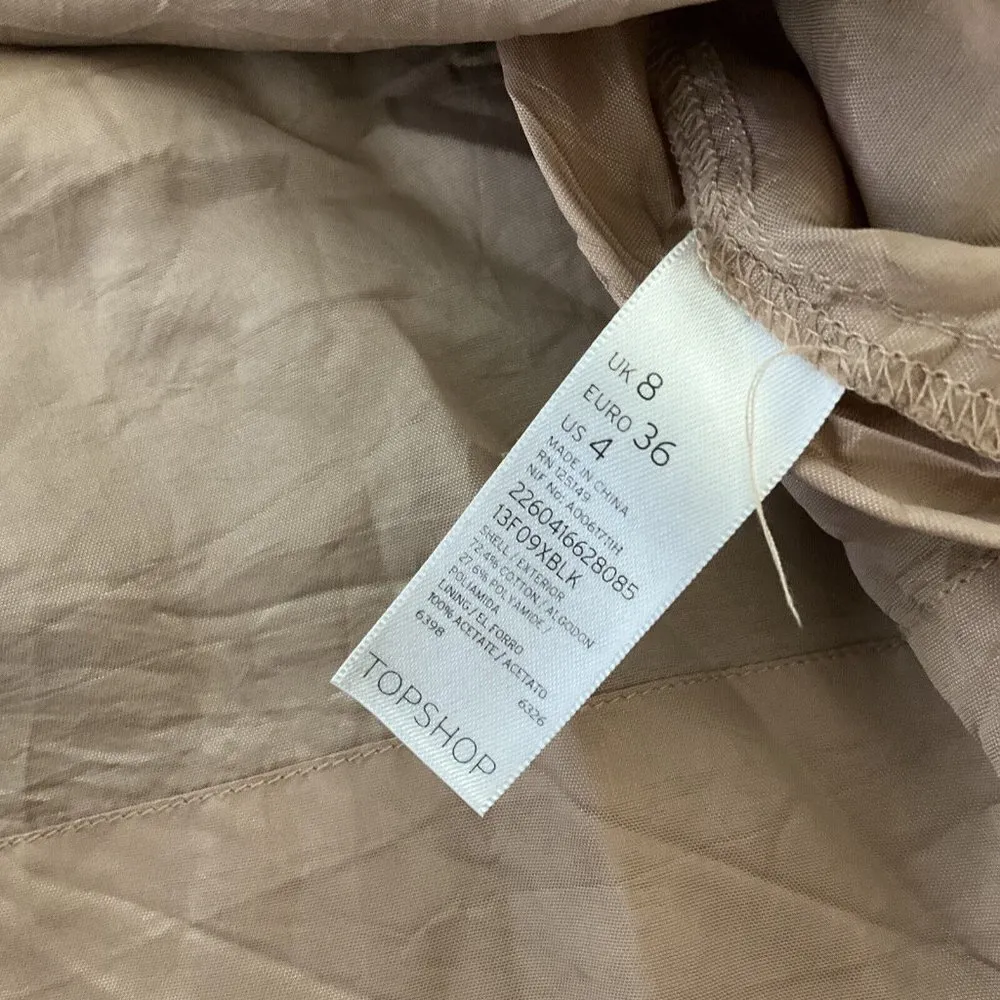 UK 8
EURO 36
US 4
MADE IN CHINA
RN 125149
NIF No: A0061771H
2260416628085
13F09XBLK
SHELL / EXTERIOR
72.4% COTTON / ALGODON
27.6% POLYAMIDE /
POLIAMIDA
LINING / EL FORRO
100% ACETATE / ACETATO
6398 6326
TOPSHOP